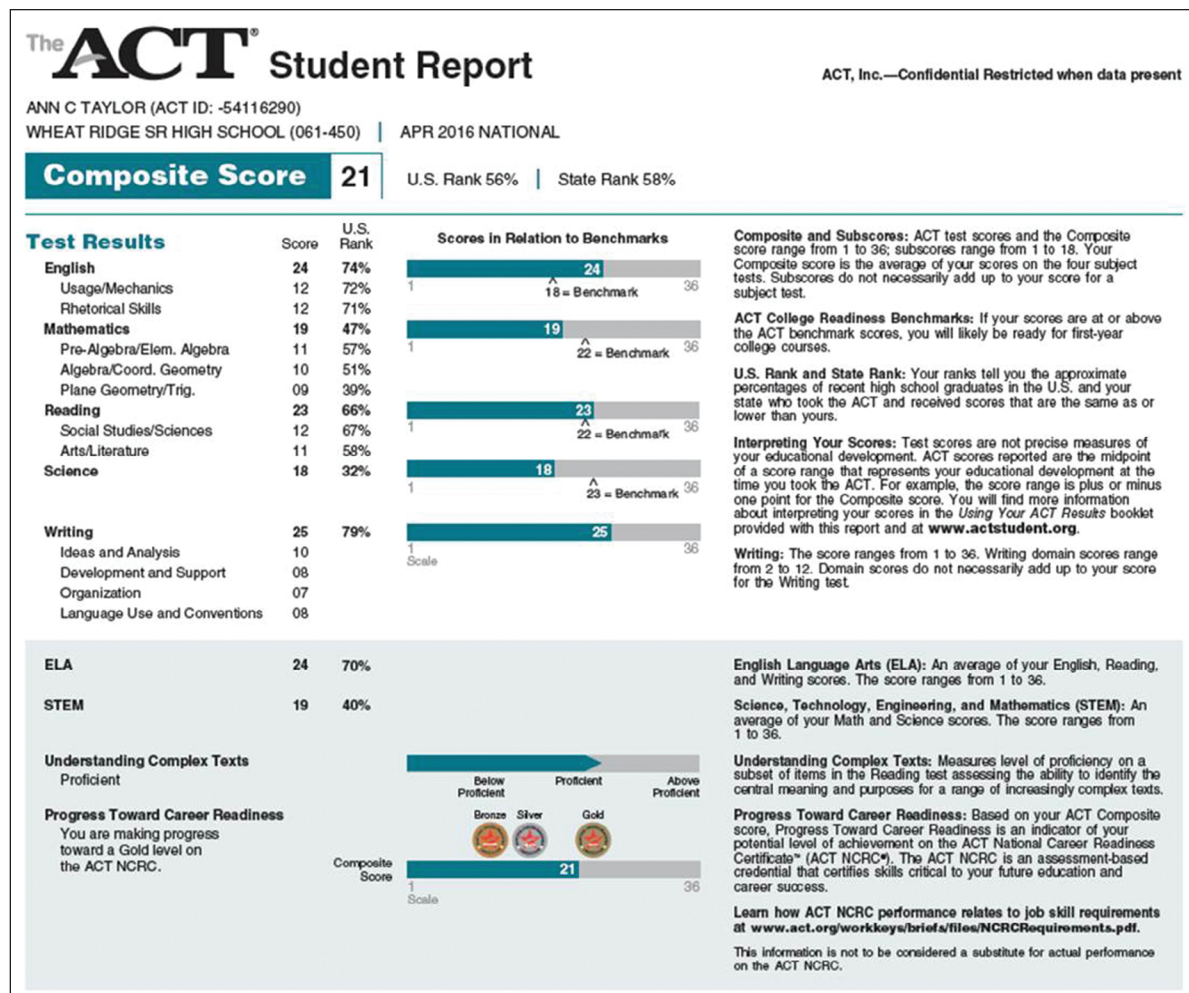 The ACT® Student Report
ACT, Inc.—Confidential Restricted when data present
ANN C TAYLOR (ACT ID: -54116290)
WHEAT RIDGE SR HIGH SCHOOL (061-450) | APR 2016 NATIONAL
Composite Score 21 U.S. Rank 56% | State Rank 58%
Test Results Score U.S. Rank
English 24 74%
Usage/Mechanics 12 72%
Rhetorical Skills 12 71%
Mathematics 19 47%
Pre-Algebra/Elem. Algebra 11 57%
Algebra/Coord. Geometry 10 51%
Plane Geometry/Trig. 09 39%
Reading 23 66%
Social Studies/Sciences 12 67%
Arts/Literature 11 58%
Science 18 32%
Writing 25 79%
Ideas and Analysis 10
Development and Support 08
Organization 07
Language Use and Conventions 08
Scores in Relation to Benchmarks
24
1 18 = Benchmark 36
19
1 22 = Benchmark 36
23
1 22 = Benchmark 36
18
1 23 = Benchmark 36
25
1 36
Scale
Composite and Subscores: ACT test scores and the Composite
score range from 1 to 36; subscores range from 1 to 18. Your
Composite score is the average of your scores on the four subject
tests. Subscores do not necessarily add up to your score for a
subject test.
ACT College Readiness Benchmarks: If your scores are at or above
the ACT benchmark scores, you will likely be ready for first-year
college courses.
U.S. Rank and State Rank: Your ranks tell you the approximate
percentages of recent high school graduates in the U.S. and your
state who took the ACT and received scores that are the same as or
lower than yours.
Interpreting Your Scores: Test scores are not precise measures of
your educational development. ACT scores reported are the midpoint
of a score range that represents your educational development at the
time you took the ACT. For example, the score range is plus or minus
one point for the Composite score. You will find more information
about interpreting your scores in the Using Your ACT Results booklet
provided with this report and at www.actstudent.org.
Writing: The score ranges from 1 to 36. Writing domain scores range
from 2 to 12. Domain scores do not necessarily add up to your score
for the Writing test.
ELA 24 70%
STEM 19 40%
Understanding Complex Texts
Proficient
Below Proficient Proficient Above Proficient
Progress Toward Career Readiness
You are making progress
toward a Gold level on
the ACT NCRC.
Bronze Silver Gold
Composite Score 21
1 36
Scale
English Language Arts (ELA): An average of your English, Reading,
and Writing scores. The score ranges from 1 to 36.
Science, Technology, Engineering, and Mathematics (STEM): An
average of your Math and Science scores. The score ranges from
1 to 36.
Understanding Complex Texts: Measures level of proficiency on a
subset of items in the Reading test assessing the ability to identify the
central meaning and purposes for a range of increasingly complex texts.
Progress Toward Career Readiness: Based on your ACT Composite
score, Progress Toward Career Readiness is an indicator of your
potential level of achievement on the ACT National Career Readiness
Certificate™ (ACT NCRC®). The ACT NCRC is an assessment-based
credential that certifies skills critical to your future education and
career success.
Learn how ACT NCRC performance relates to job skill requirements
at www.act.org/workkeys/briefs/files/NCRCRequirements.pdf.
This information is not to be considered a substitute for actual performance
on the ACT NCRC.